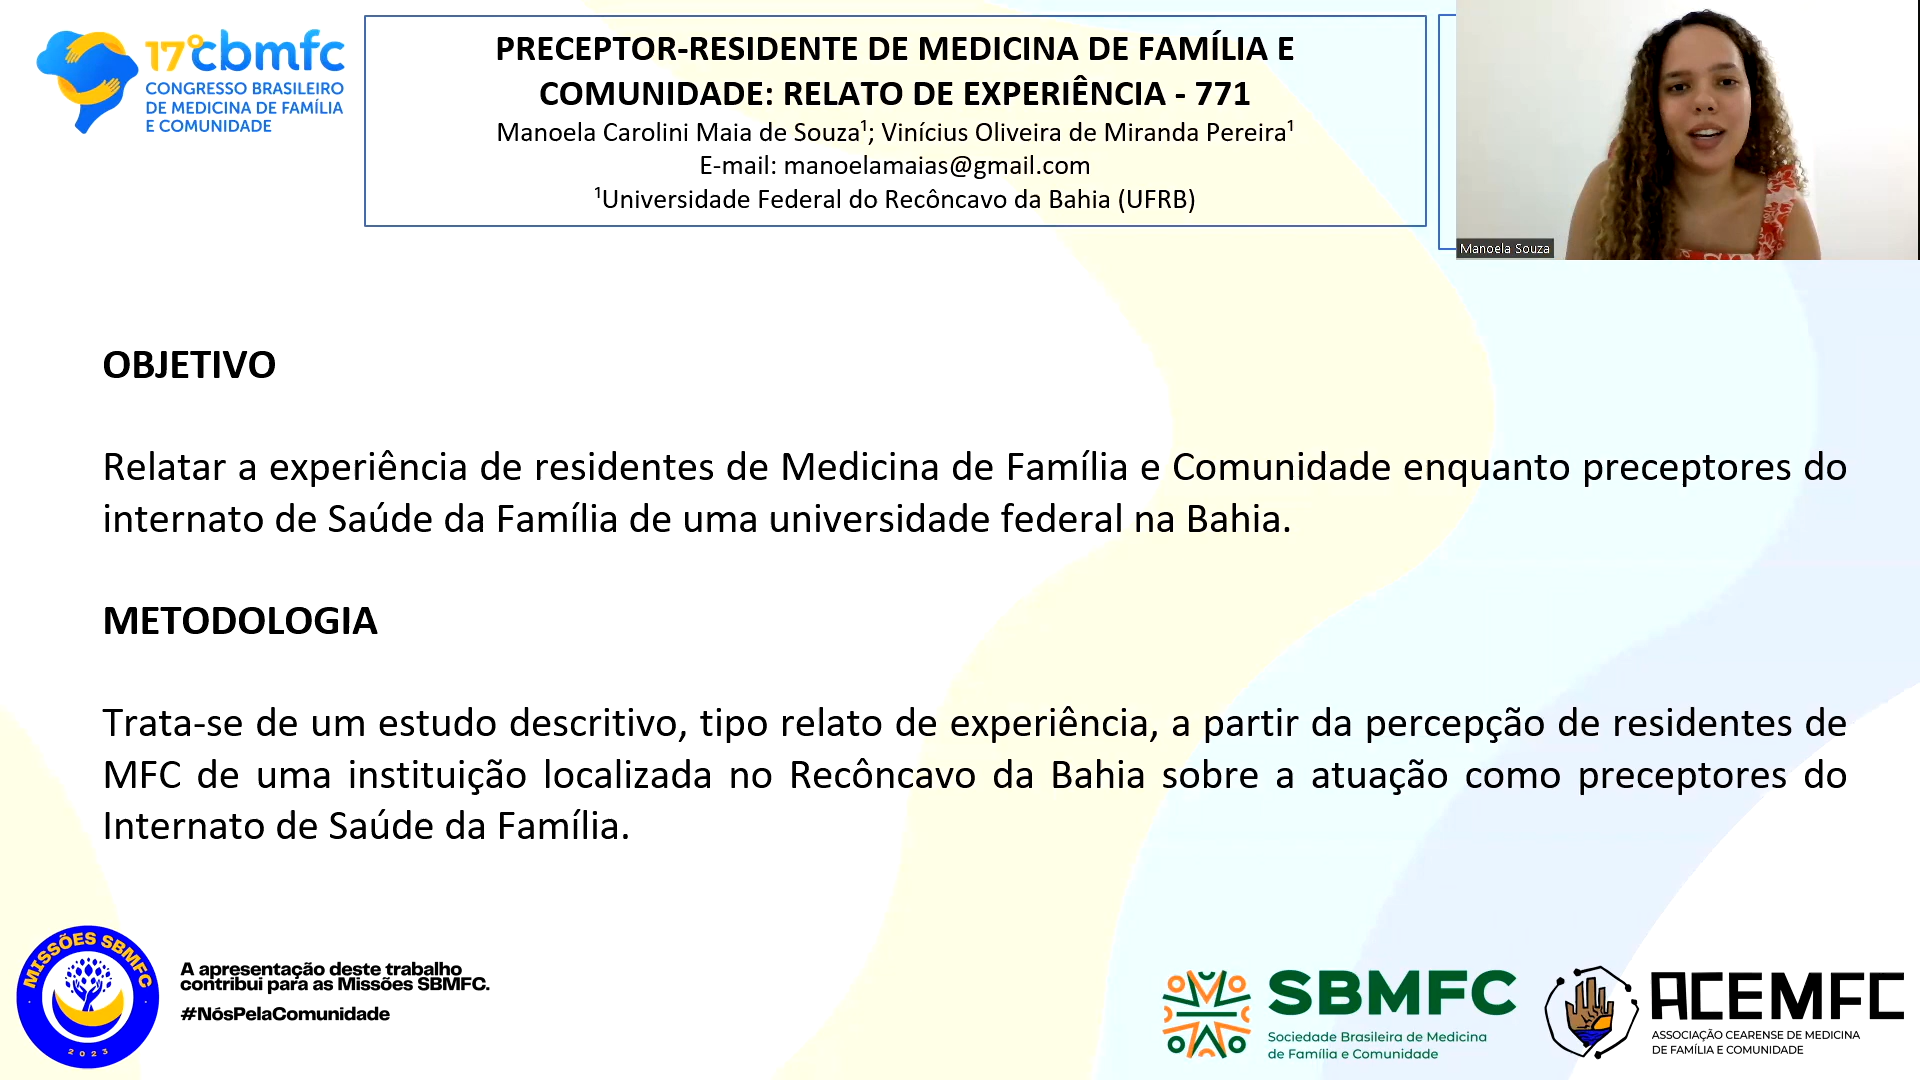 17º cbmfc
CONGRESSO BRASILEIRO
DE MEDICINA DE FAMÍLIA
E COMUNIDADE
PRECEPTOR-RESIDENTE DE MEDICINA DE FAMÍLIA E
COMUNIDADE: RELATO DE EXPERIÊNCIA - 771
Manoela Carolini Maia de Souza¹; Vinícius Oliveira de Miranda Pereira¹
E-mail: manoelamaias@gmail.com
¹Universidade Federal do Recôncavo da Bahia (UFRB)
Manoela Souza
OBJETIVO
Relatar a experiência de residentes de Medicina de Família e Comunidade enquanto preceptores do
internato de Saúde da Família de uma universidade federal na Bahia.
METODOLOGIA
Trata-se de um estudo descritivo, tipo relato de experiência, a partir da percepção de residentes de
MFC de uma instituição localizada no Recôncavo da Bahia sobre a atuação como preceptores do
Internato de Saúde da Família.
MISSÕES SBMFC
2023
A apresentação deste trabalho
contribui para as Missões SBMFC.
#NósPelaComunidade
SBMFC
Sociedade Brasileira de Medicina
de Família e Comunidade
ACEMFC
ASSOCIAÇÃO CEARENSE DE MEDICINA
DE FAMÍLIA E COMUNIDADE